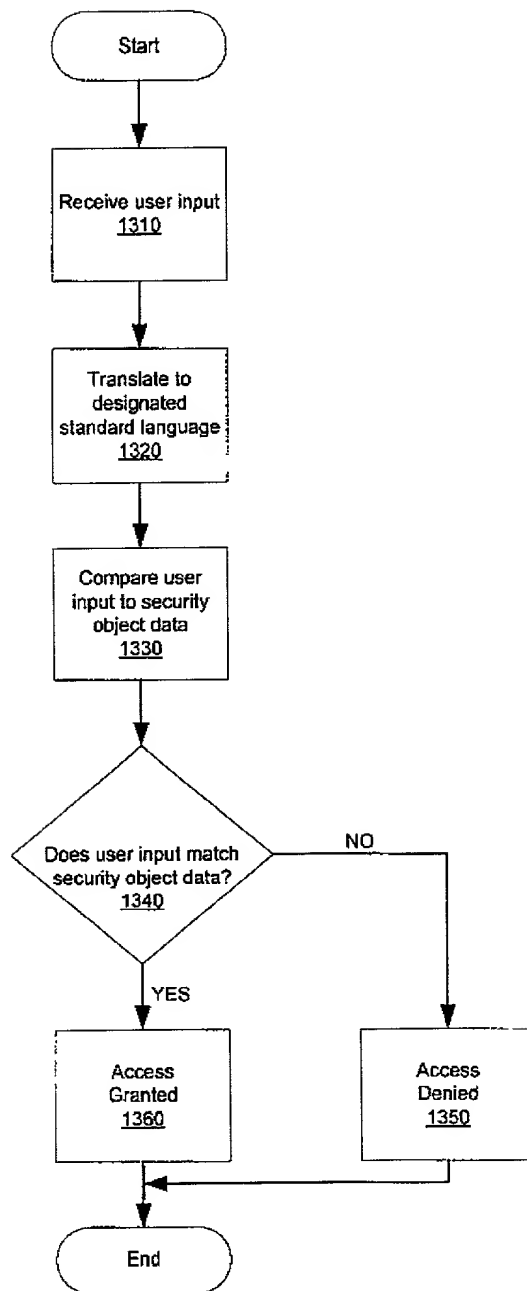 Start
Receive user input
1310
Translate to
designated
standard language
1320
Compare user
input to security
object data
1330
Does user input match
security object data?
1340
NO
YES
Access
Granted
1360
Access
Denied
1350
End